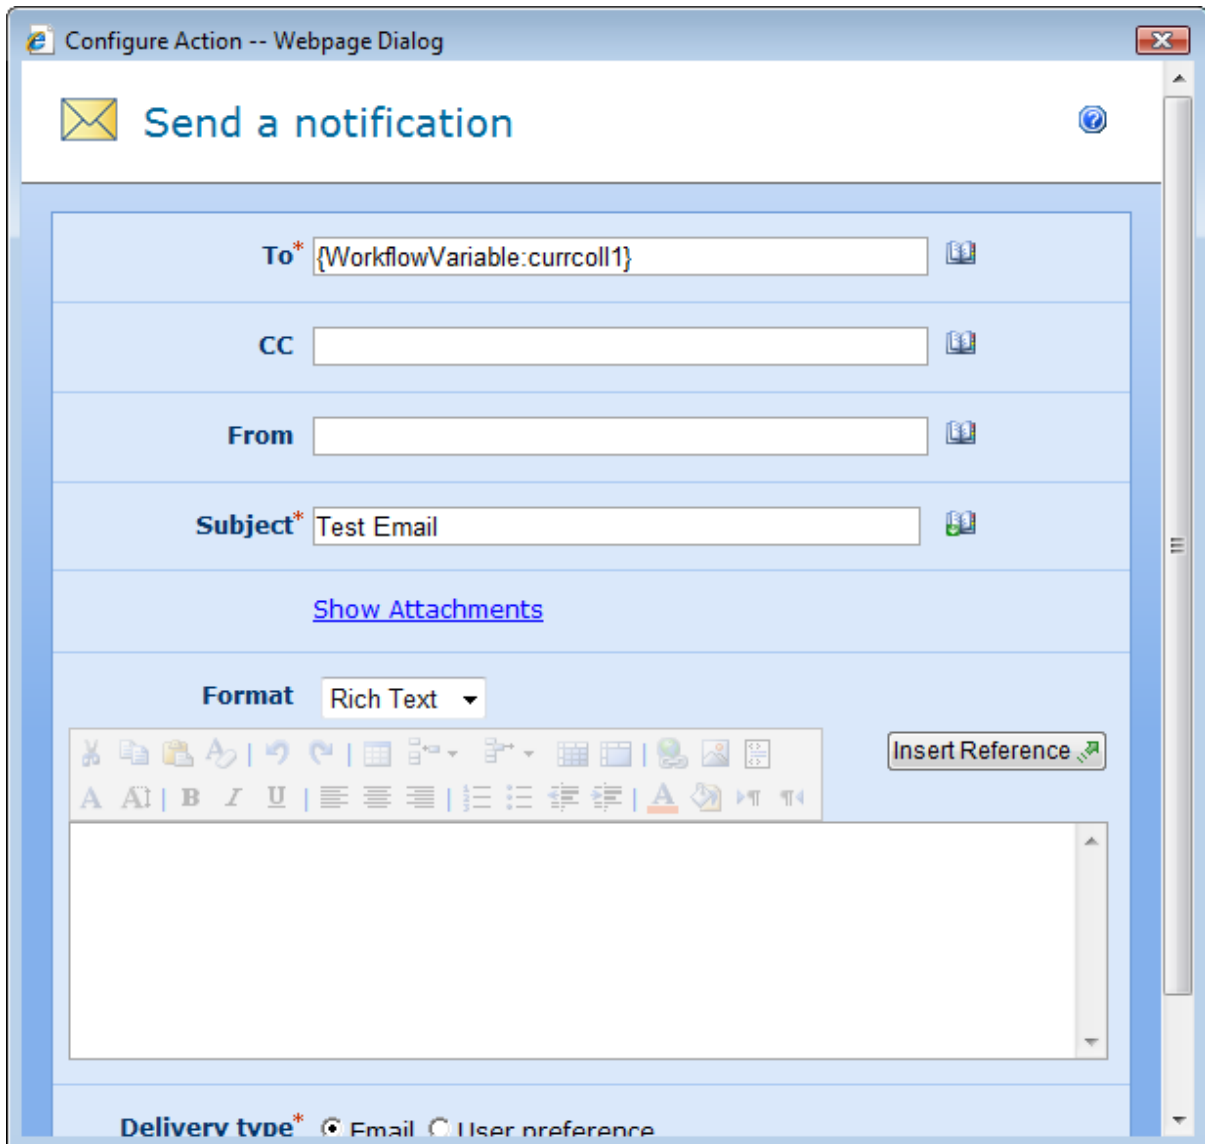 Configure Action -- Webpage Dialog
Send a notification
To* {WorkflowVariable:currcoll1}
CC
From
Subject* Test Email
Show Attachments
Format Rich Text
Insert Reference
Delivery type* Email User preference